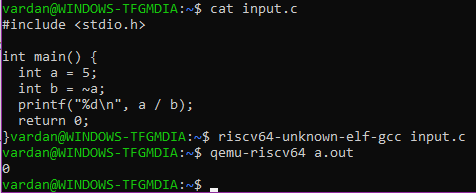 vardan@WINDOWS-TFGMDIA:~$ cat input.c
#include <stdio.h>

int main() {
  int a = 5;
  int b = ~a;
  printf("%d\n", a / b);
  return 0;
}vardan@WINDOWS-TFGMDIA:~$ riscv64-unknown-elf-gcc input.c
vardan@WINDOWS-TFGMDIA:~$ qemu-riscv64 a.out
0
vardan@WINDOWS-TFGMDIA:~$